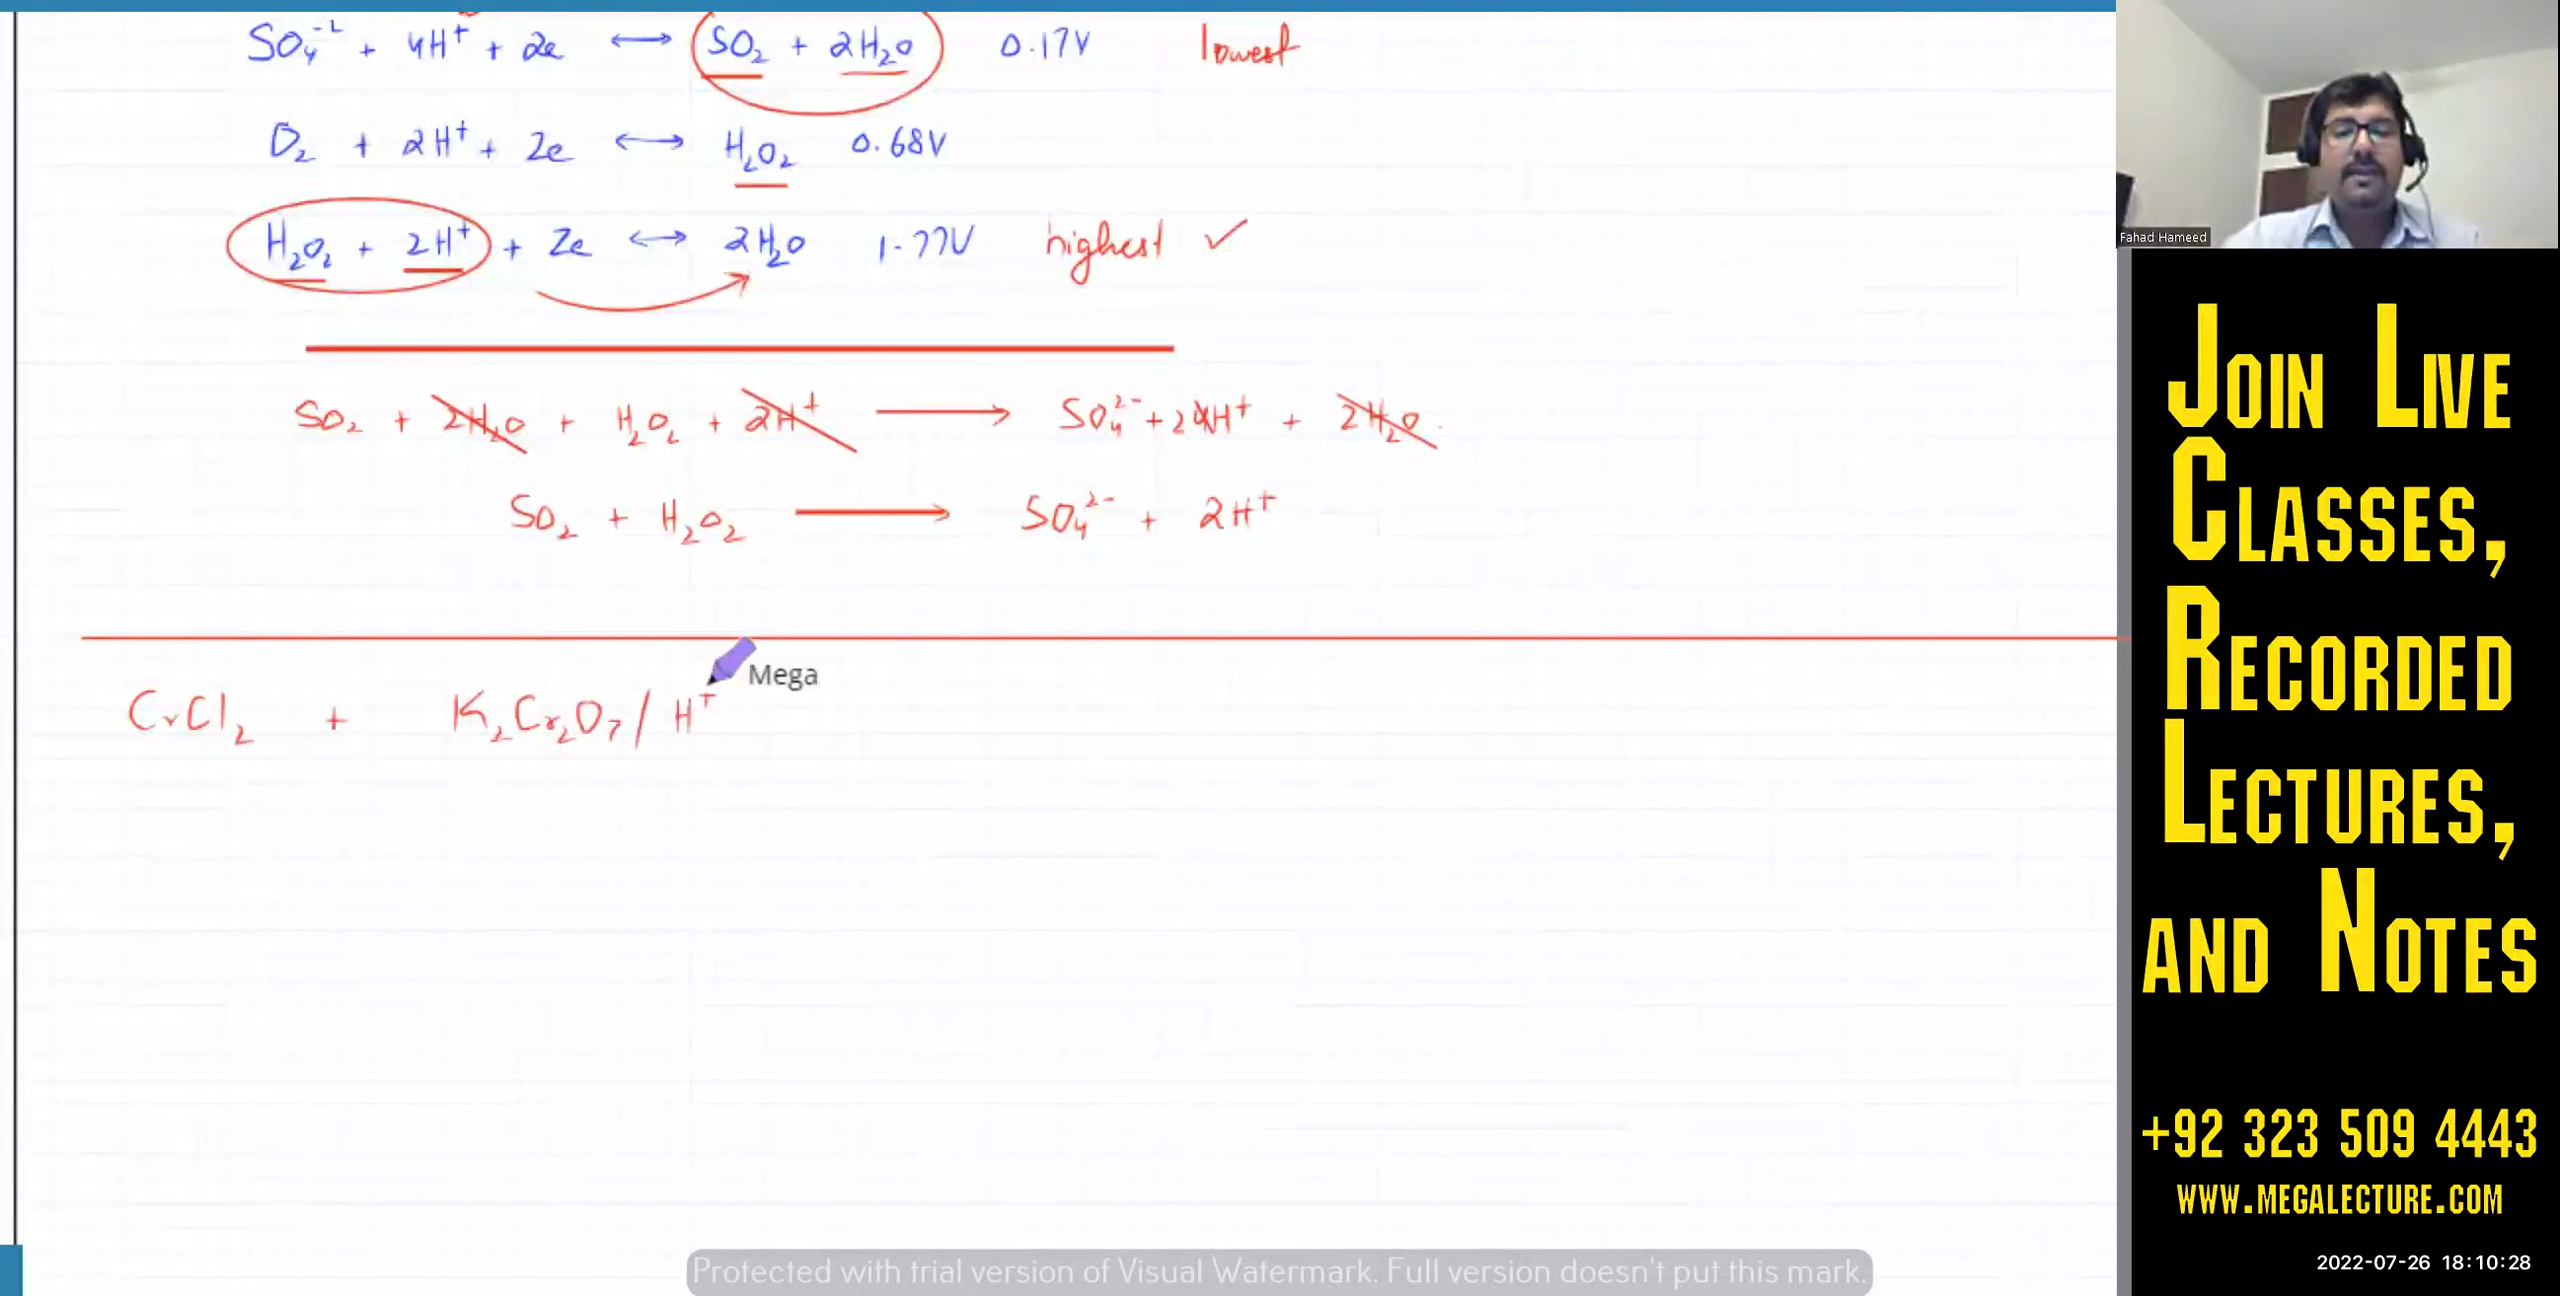 SO₄⁻² + 4H⁺ + 2e ⟷ SO₂ + 2H₂O 0.17V lowest
O₂ + 2H⁺ + 2e ⟷ H₂O₂ 0.68V
H₂O₂ + 2H⁺ + 2e ⟷ 2H₂O 1.77V highest ✓
SO₂ + 2H₂O + H₂O₂ + 2H⁺ ⟶ SO₄²⁻ + 2 4H⁺ + 2H₂O
SO₂ + H₂O₂ ⟶ SO₄²⁻ + 2H⁺
Mega
CrCl₂ + K₂Cr₂O₇ / H⁺
Fahad Hameed
JOIN LIVE
CLASSES,
RECORDED
LECTURES,
AND NOTES
+92 323 509 4443
WWW.MEGALECTURE.COM
2022-07-26 18:10:28
Protected with trial version of Visual Watermark. Full version doesn't put this mark.